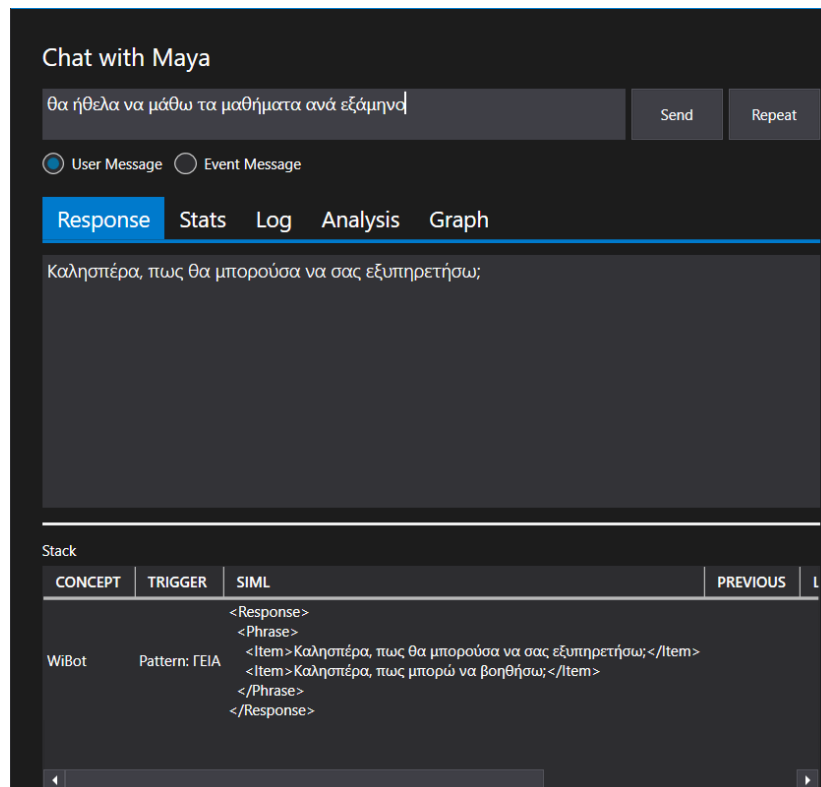 Chat with Maya
θα ήθελα να μάθω τα μαθήματα ανά εξάμηνο
Send
Repeat
User Message
Event Message
Response Stats Log Analysis Graph
Καλησπέρα, πως θα μπορούσα να σας εξυπηρετήσω;
Stack
CONCEPT TRIGGER SIML PREVIOUS L
<Response>
<Phrase>
<Item>Καλησπέρα, πως θα μπορούσα να σας εξυπηρετήσω;</Item>
WiBot Pattern: ΓΕΙΑ
<Item>Καλησπέρα, πως μπορώ να βοηθήσω;</Item>
</Phrase>
</Response>